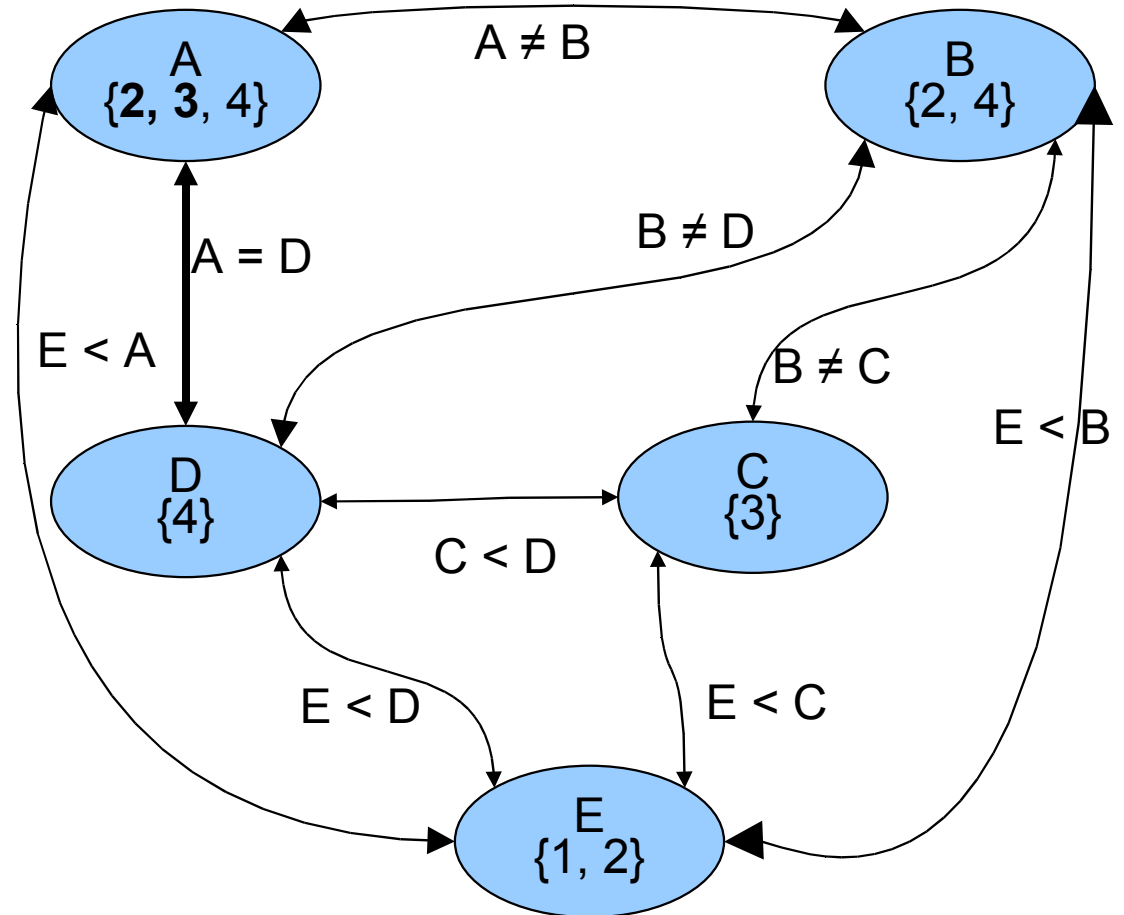 A
{2, 3, 4}
A ≠ B
B
{2, 4}
B ≠ D
A = D
E < A
B ≠ C
E < B
D
{4}
C
{3}
C < D
E < D
E < C
E
{1, 2}